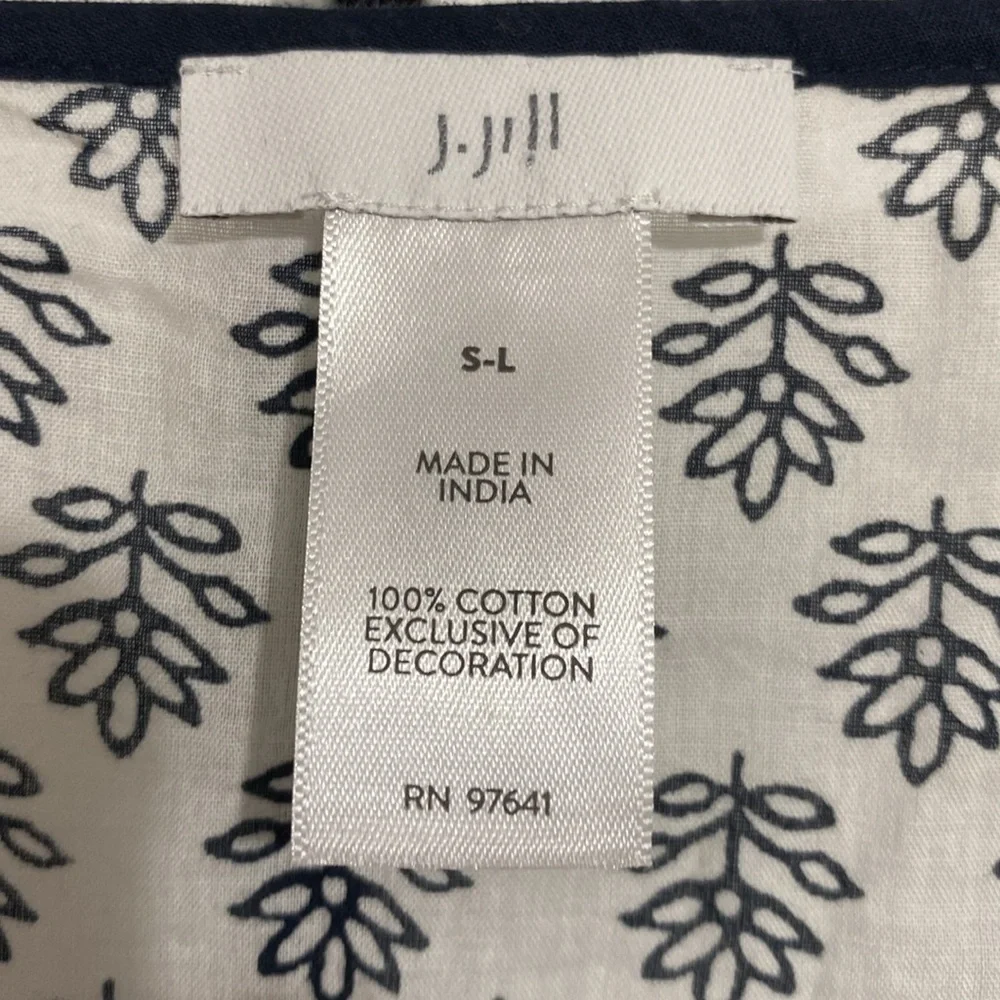 J.Jill
S-L
MADE IN
INDIA
100% COTTON
EXCLUSIVE OF
DECORATION
RN 97641